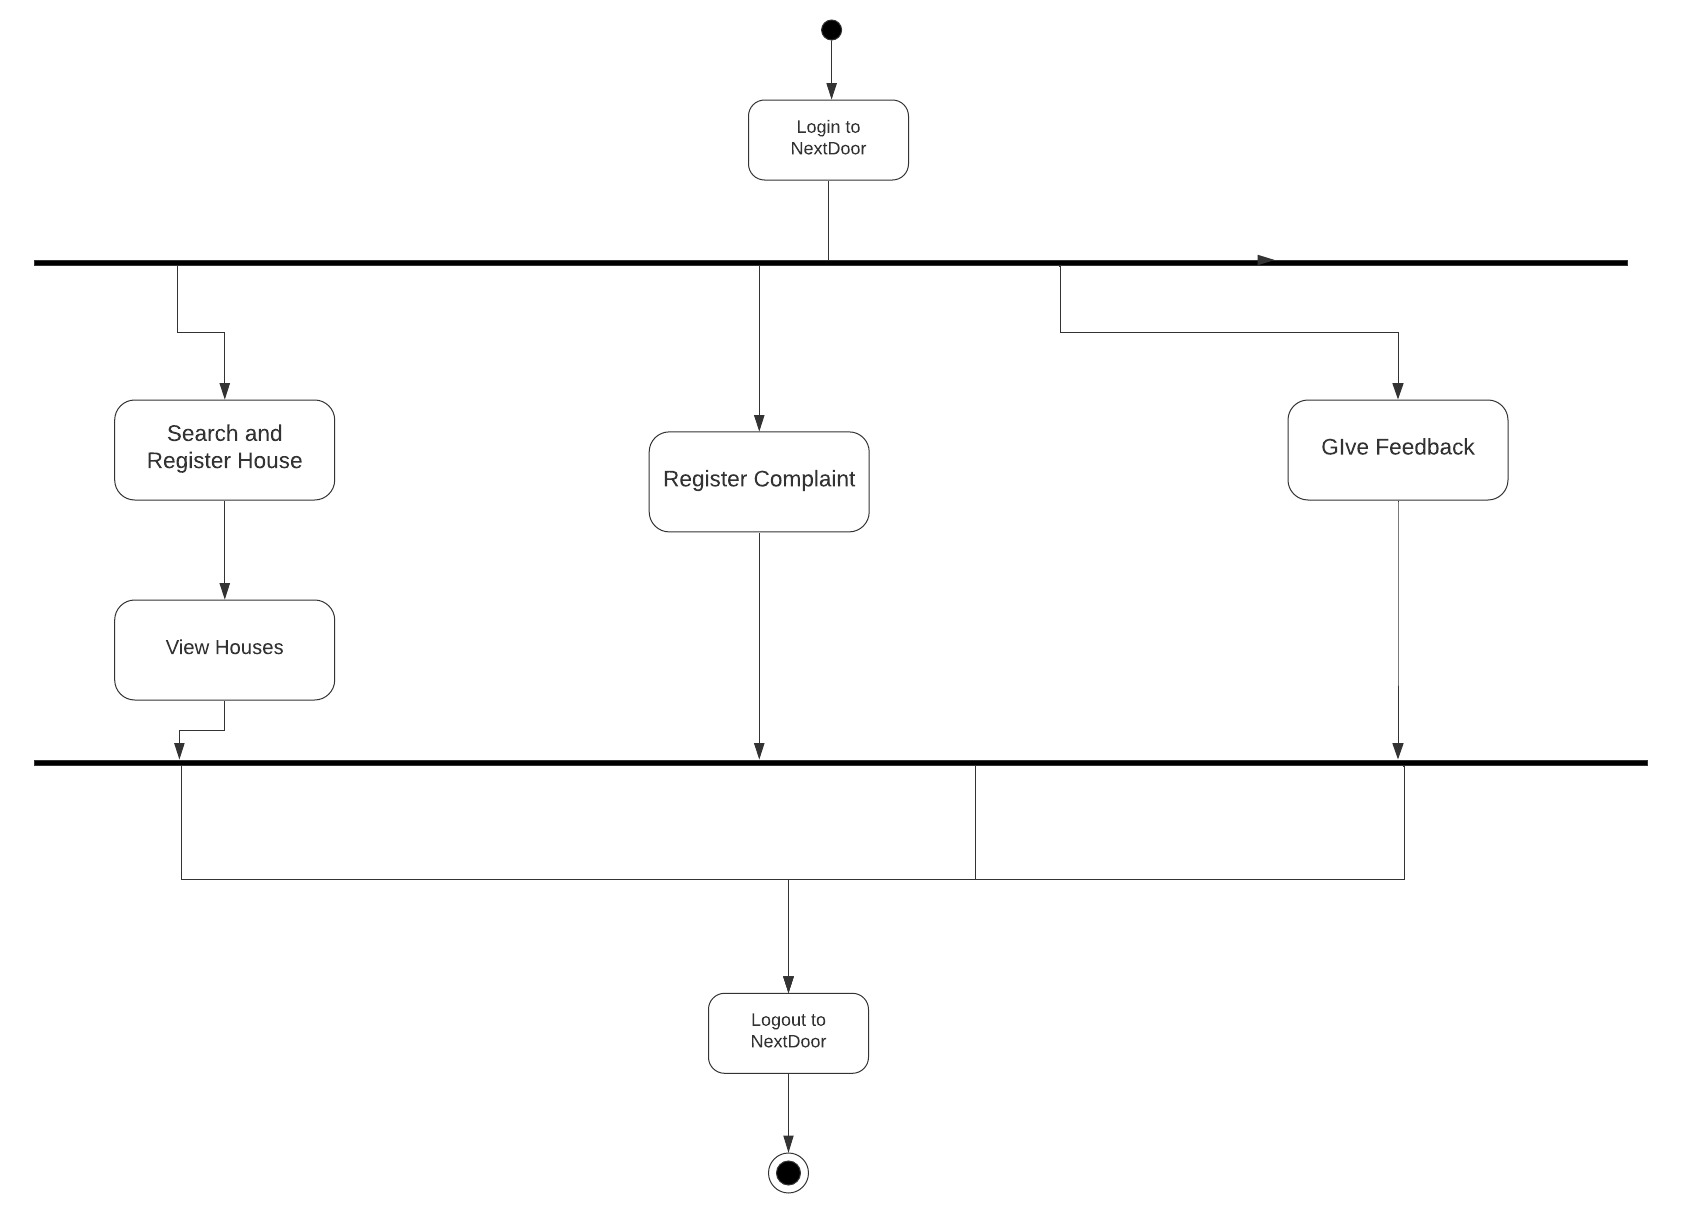 Login to
NextDoor
Search and
Register House
Register Complaint
GIve Feedback
View Houses
Logout to
NextDoor